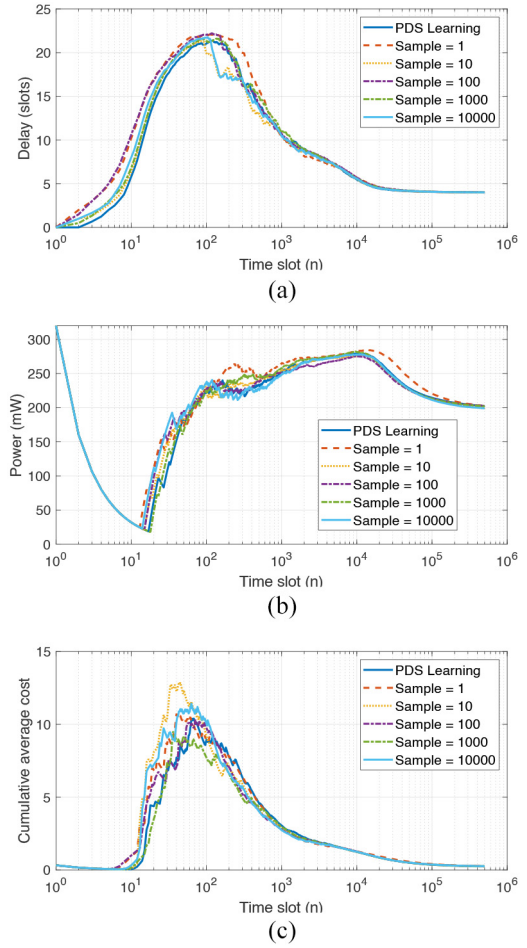 25
20
15
10
5
0
Delay (slots)
PDS Learning
Sample = 1
Sample = 10
Sample = 100
Sample = 1000
Sample = 10000
10^0 10^1 10^2 10^3 10^4 10^5 10^6
Time slot (n)
(a)
300
250
200
150
100
50
0
Power (mW)
PDS Learning
Sample = 1
Sample = 10
Sample = 100
Sample = 1000
Sample = 10000
10^0 10^1 10^2 10^3 10^4 10^5 10^6
Time slot (n)
(b)
15
10
5
0
Cumulative average cost
PDS Learning
Sample = 1
Sample = 10
Sample = 100
Sample = 1000
Sample = 10000
10^0 10^1 10^2 10^3 10^4 10^5 10^6
Time slot (n)
(c)